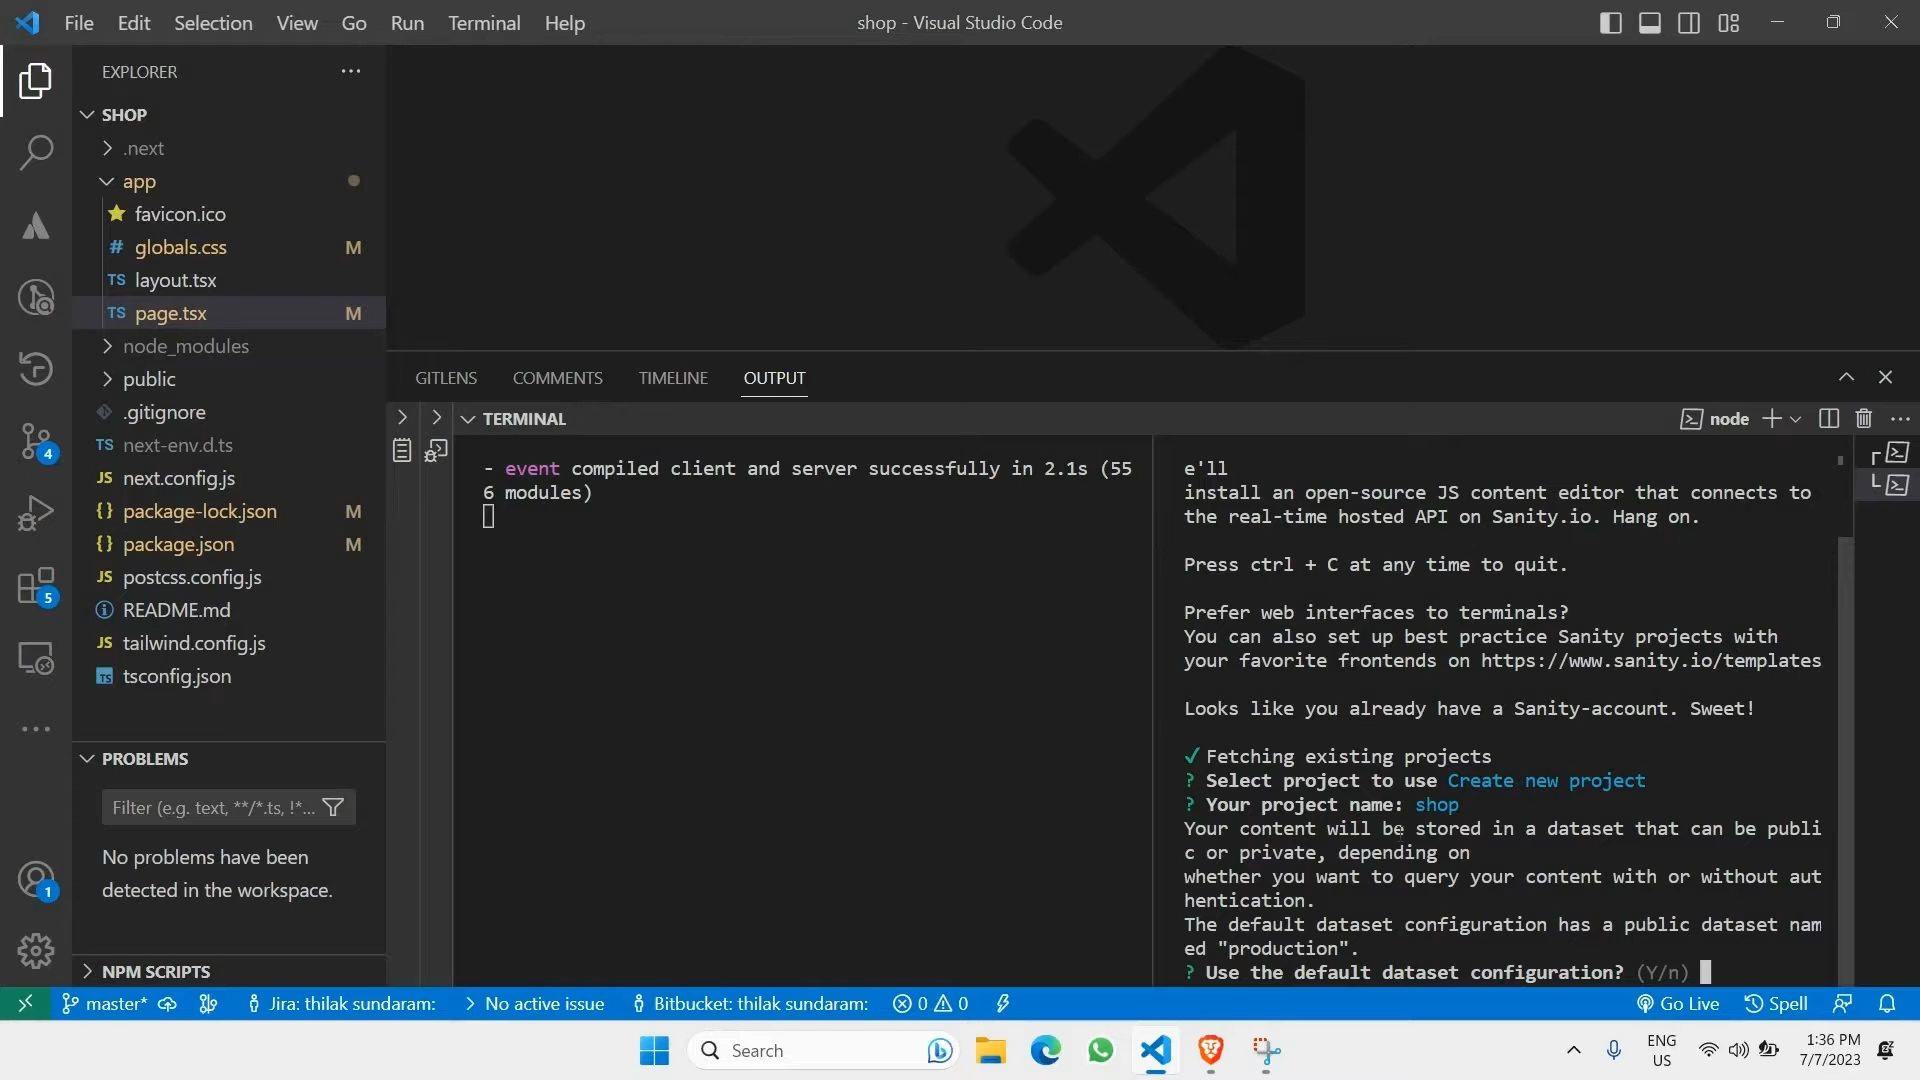 File Edit Selection View Go Run Terminal Help
shop - Visual Studio Code
EXPLORER
SHOP
.next
app
favicon.ico
# globals.css M
TS layout.tsx
TS page.tsx M
node_modules
public
.gitignore
TS next-env.d.ts
JS next.config.js
{} package-lock.json M
{} package.json M
JS postcss.config.js
README.md
JS tailwind.config.js
TS tsconfig.json
4
5
1
PROBLEMS
Filter (e.g. text, **/*.ts, !*...
No problems have been
detected in the workspace.
NPM SCRIPTS
GITLENS COMMENTS TIMELINE OUTPUT
TERMINAL
node
- event compiled client and server successfully in 2.1s (55
6 modules)
e'll
install an open-source JS content editor that connects to
the real-time hosted API on Sanity.io. Hang on.
Press ctrl + C at any time to quit.
Prefer web interfaces to terminals?
You can also set up best practice Sanity projects with
your favorite frontends on https://www.sanity.io/templates
Looks like you already have a Sanity-account. Sweet!
✓ Fetching existing projects
? Select project to use Create new project
? Your project name: shop
Your content will be stored in a dataset that can be publi
c or private, depending on
whether you want to query your content with or without aut
hentication.
The default dataset configuration has a public dataset nam
ed "production".
? Use the default dataset configuration? (Y/n)
master* Jira: thilak sundaram: No active issue Bitbucket: thilak sundaram: 0 0 Go Live Spell
Search
ENG
US
1:36 PM
7/7/2023